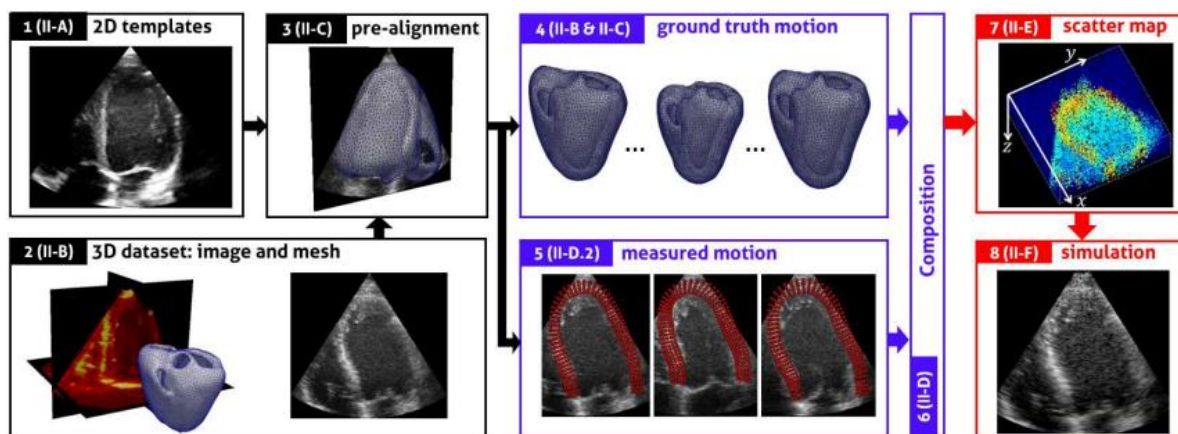 1 (II-A) 2D templates
3 (II-C) pre-alignment
4 (II-B & II-C) ground truth motion
... ...
7 (II-E) scatter map
y
z
x
2 (II-B) 3D dataset: image and mesh
5 (II-D.2) measured motion
Composition
6 (II-D)
8 (II-F) simulation